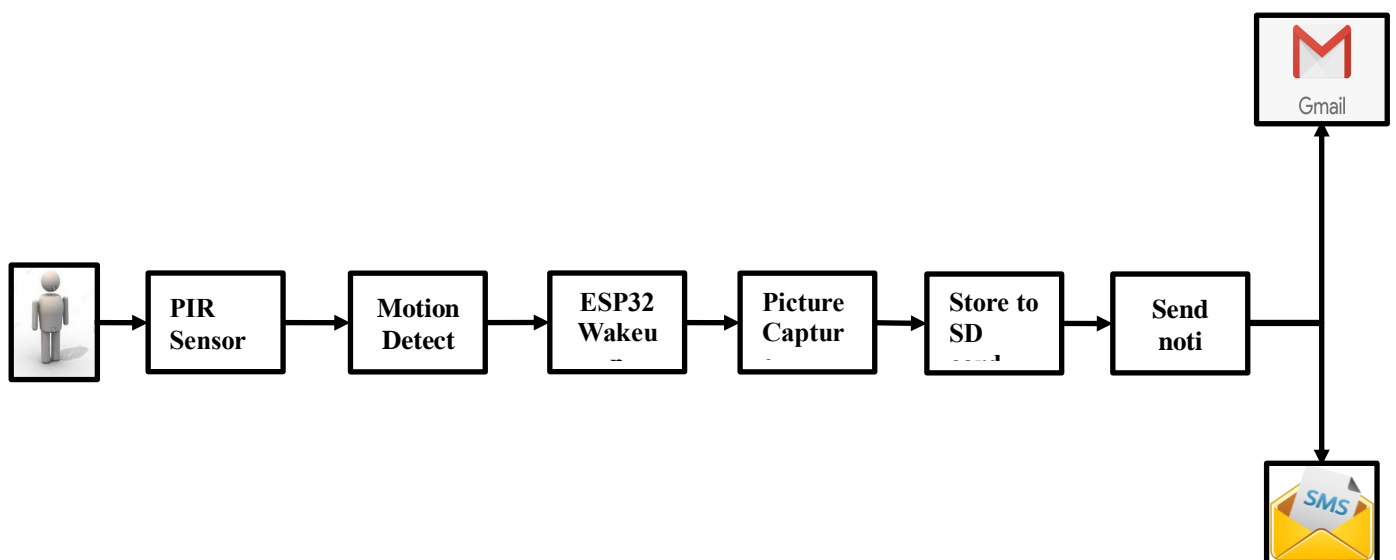 Gmail
PIR
Sensor
Motion
Detect
ESP32
Wakeu
Picture
Captur
Store to
SD
Send
noti
SMS